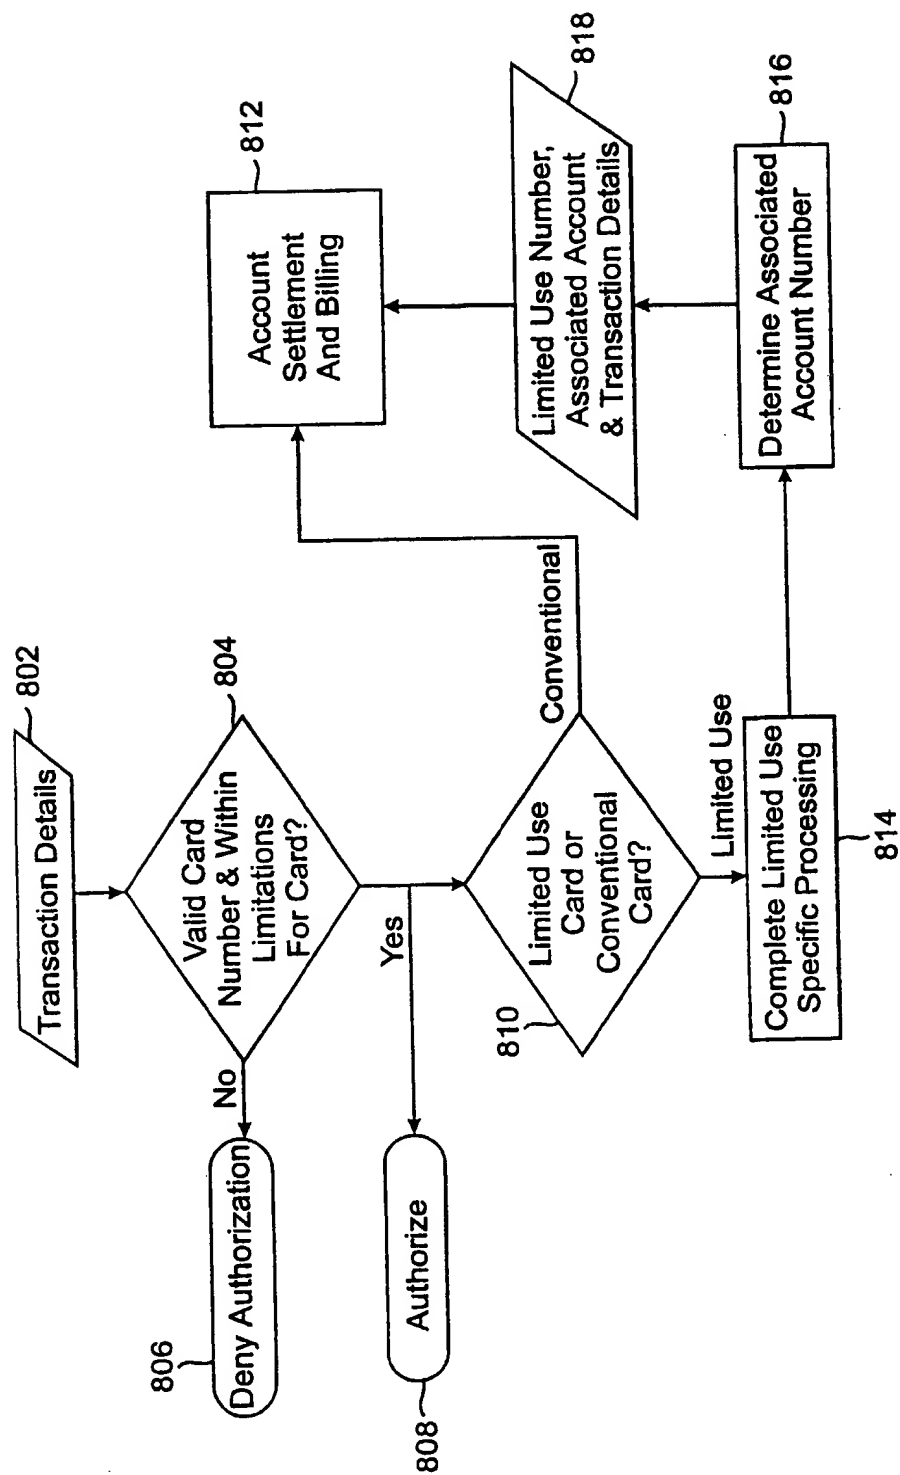 802
Transaction Details
804
Valid Card
Number & Within
Limitations
For Card?
No
806
Deny Authorization
Yes
808
Authorize
810
Limited Use
Card or
Conventional
Card?
Conventional
812
Account
Settlement
And Billing
Limited Use
Complete Limited Use
Specific Processing
814
Determine Associated
Account Number
816
Limited Use Number,
Associated Account
& Transaction Details
818